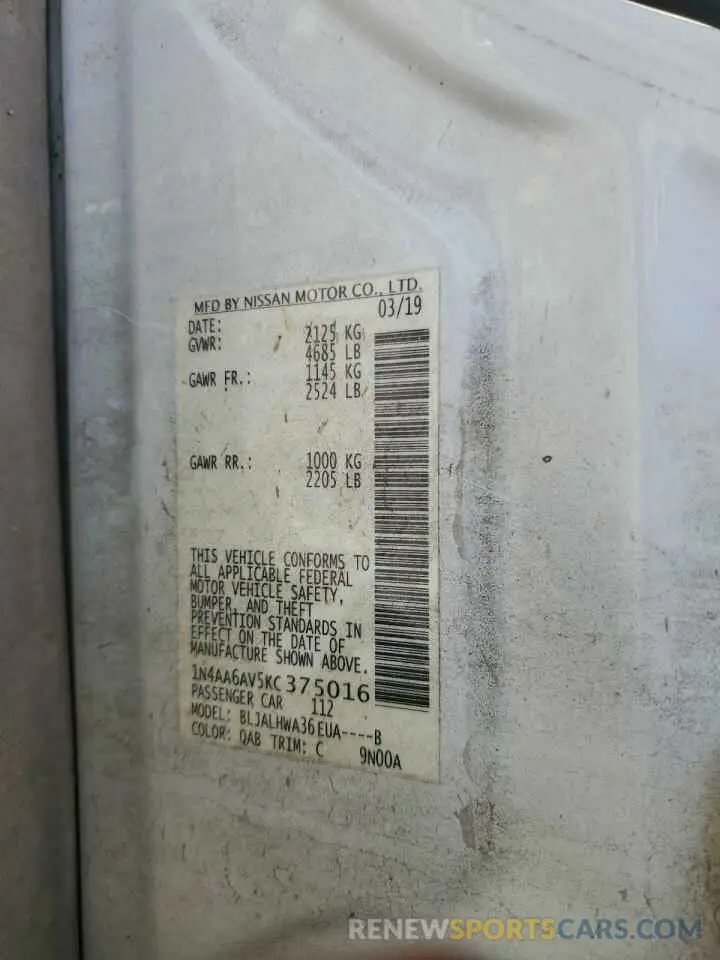 MFD BY NISSAN MOTOR CO., LTD.
DATE: 03/19
GVWR: 2125 KG
4685 LB
GAWR FR.: 1145 KG
2524 LB
GAWR RR.: 1000 KG
2205 LB
THIS VEHICLE CONFORMS TO
ALL APPLICABLE FEDERAL
MOTOR VEHICLE SAFETY,
BUMPER, AND THEFT
PREVENTION STANDARDS IN
EFFECT ON THE DATE OF
MANUFACTURE SHOWN ABOVE.
1N4AA6AV5KC375016
PASSENGER CAR 112
MODEL: BLJALHWA36EUA----B
COLOR: QAB TRIM: C 9N00A
RENEWSPORTSCARS.COM